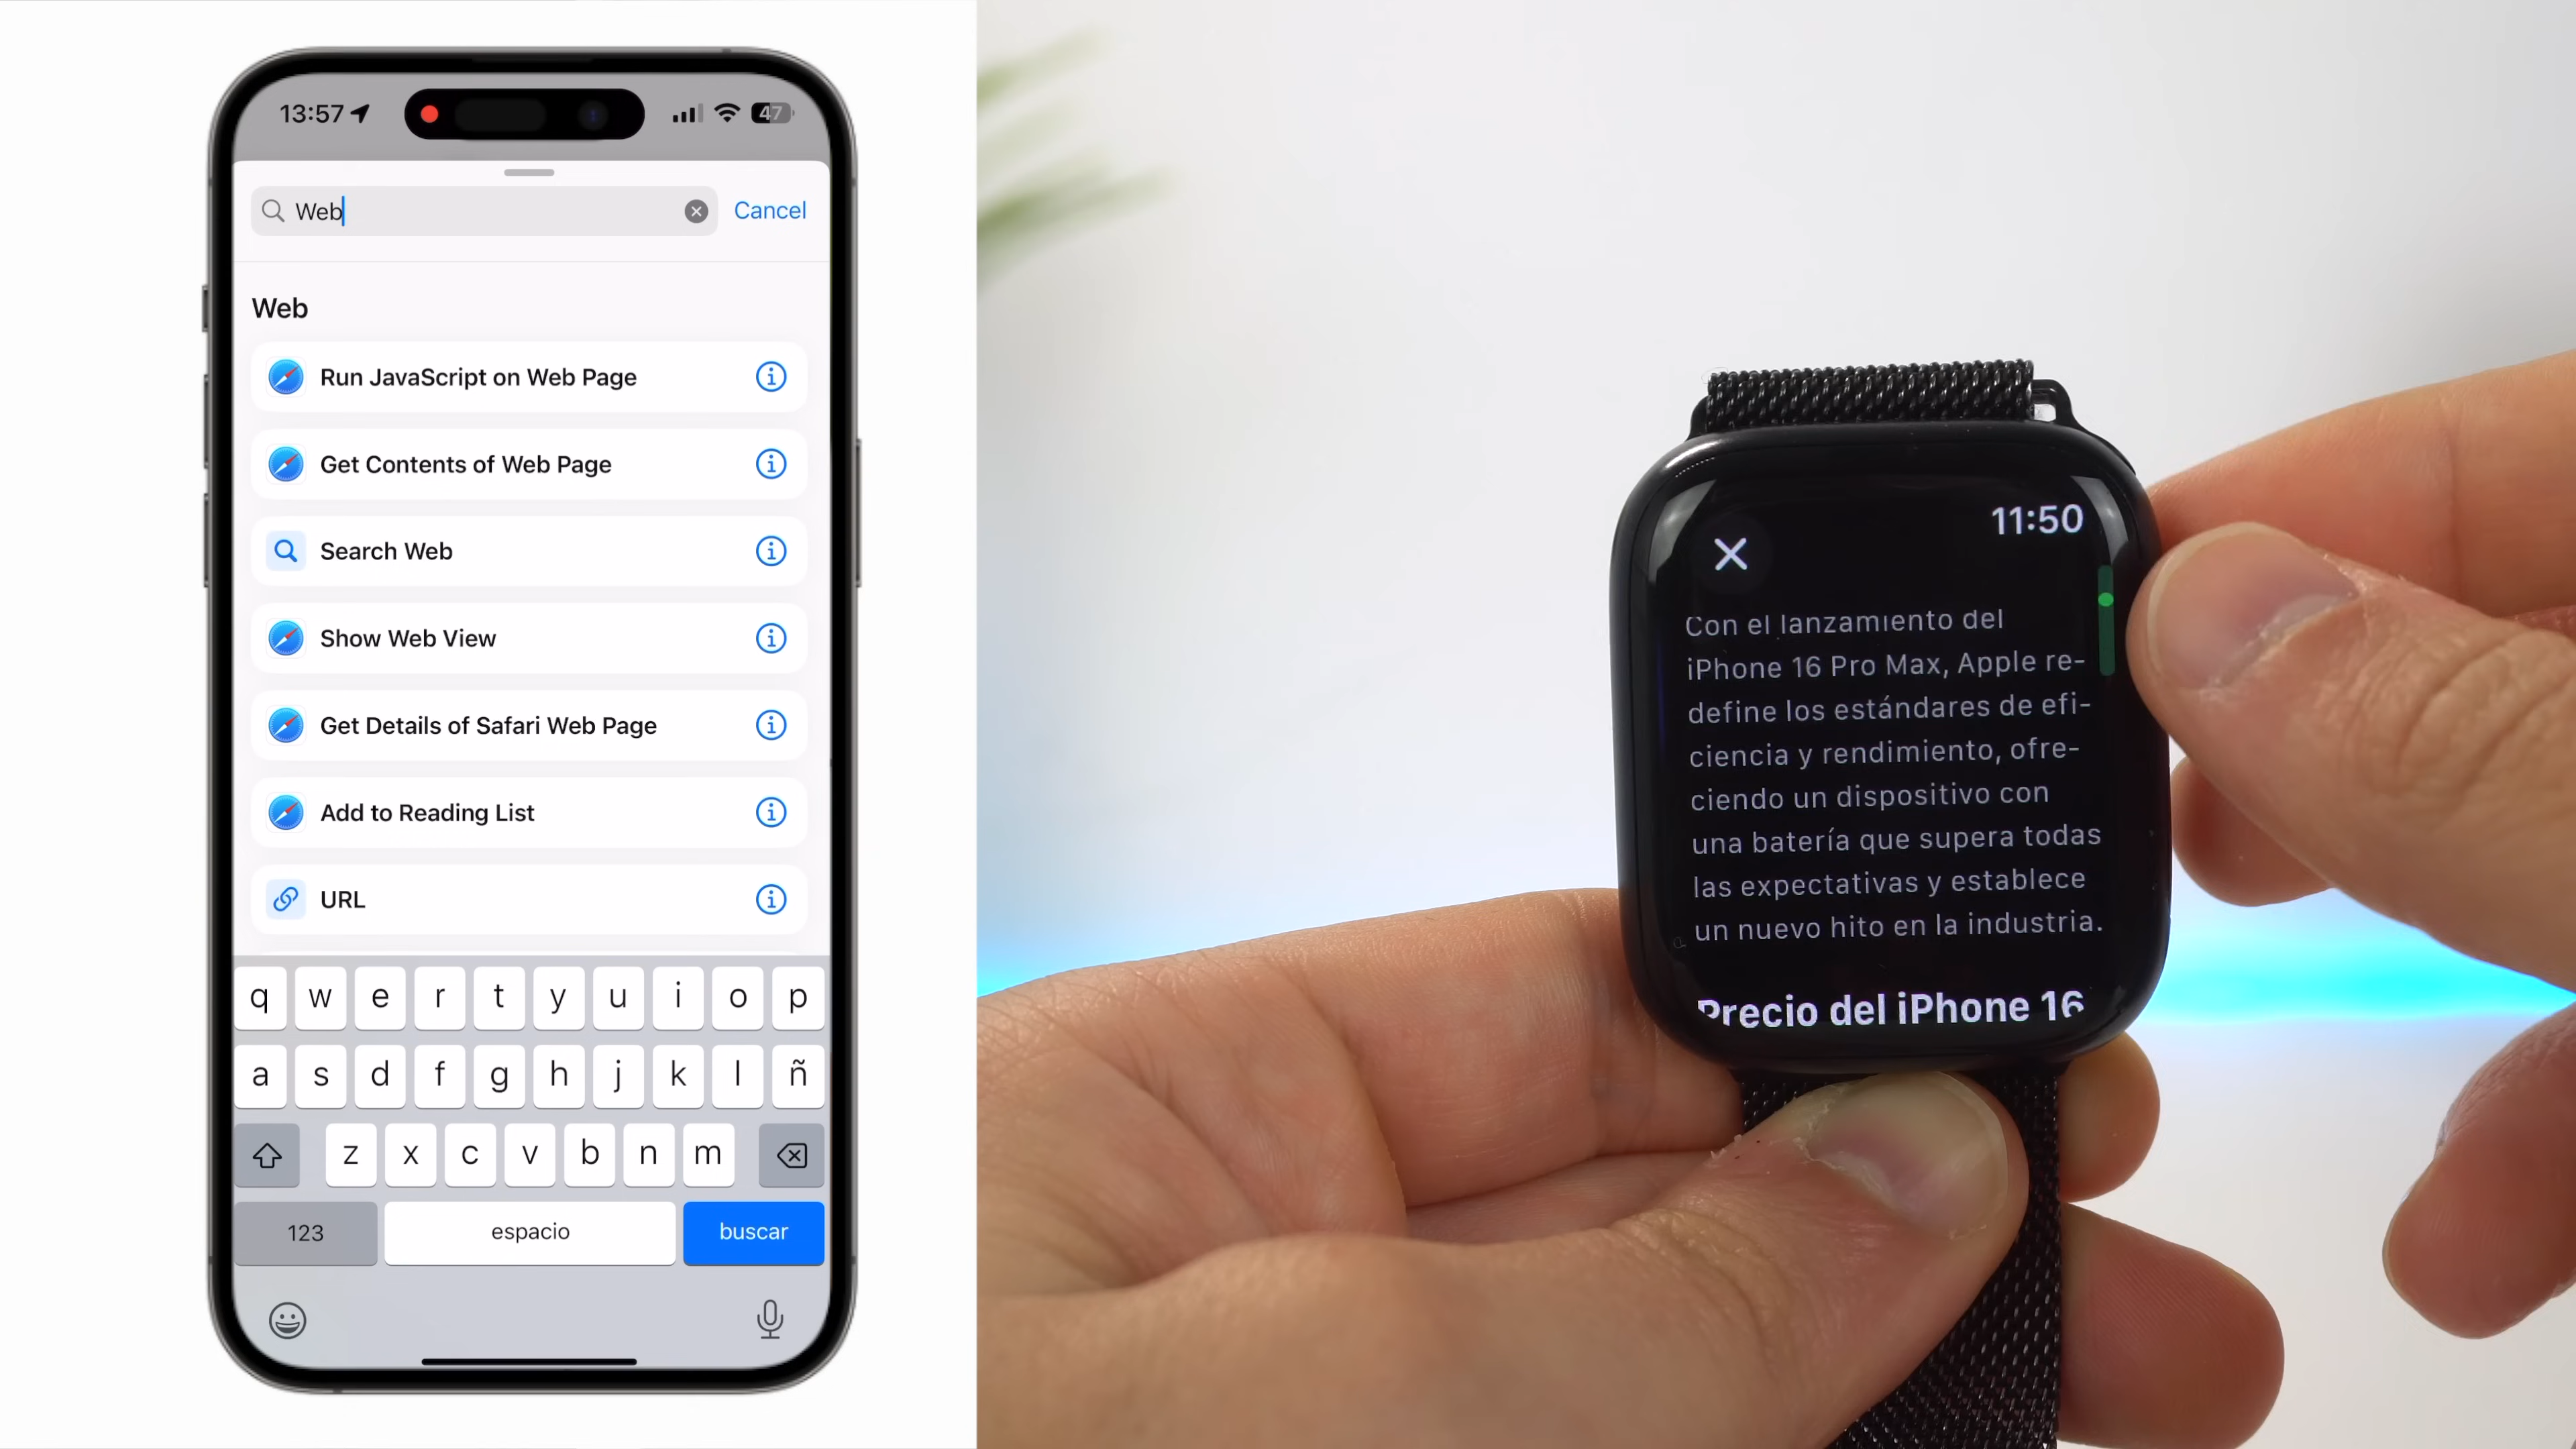 13:57
47
Web
Cancel
Web
Run JavaScript on Web Page
Get Contents of Web Page
Search Web
Show Web View
Get Details of Safari Web Page
Add to Reading List
URL
q w e r t y u i o p
a s d f g h j k l ñ
z x c v b n m
123 espacio buscar
11:50
Con el lanzamiento del
iPhone 16 Pro Max, Apple re-
define los estándares de efi-
ciencia y rendimiento, ofre-
ciendo un dispositivo con
una batería que supera todas
las expectativas y establece
un nuevo hito en la industria.
Precio del iPhone 16